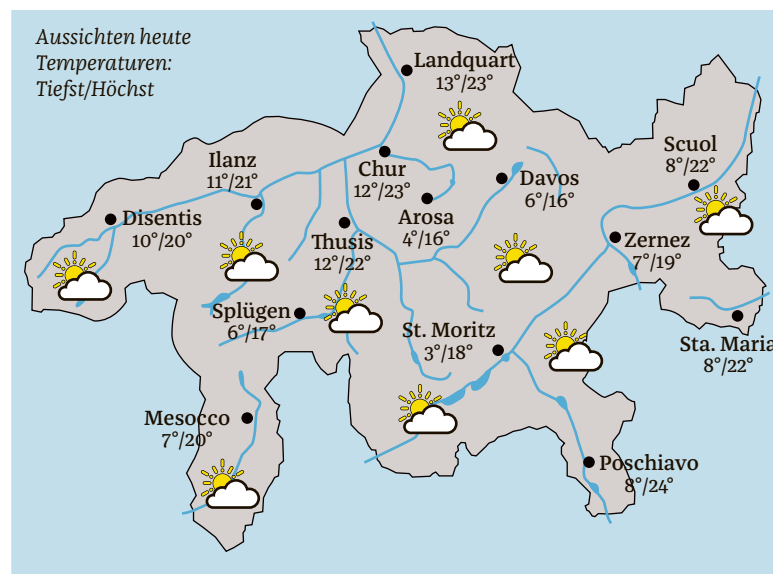 Aussichten heute
Temperaturen:
Tiefst/Höchst
Landquart
13°/23°
Ilanz
11°/21°
Chur
12°/23°
Scuol
8°/22°
Davos
6°/16°
Arosa
4°/16°
Disentis
10°/20°
Thusis
12°/22°
Zernez
7°/19°
Splügen
6°/17°
St. Moritz
3°/18°
Sta. Maria
8°/22°
Mesocco
7°/20°
Poschiavo
8°/24°